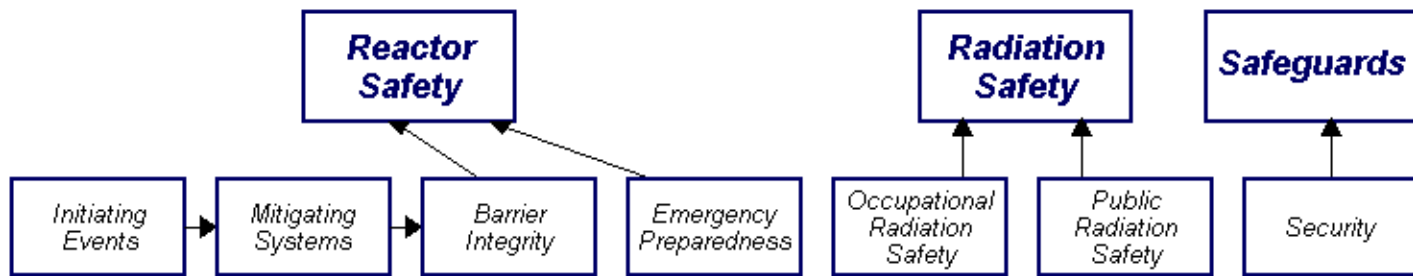 Reactor
Safety
Radiation
Safety
Safeguards
Initiating
Events
Mitigating
Systems
Barrier
Integrity
Emergency
Preparedness
Occupational
Radiation
Safety
Public
Radiation
Safety
Security